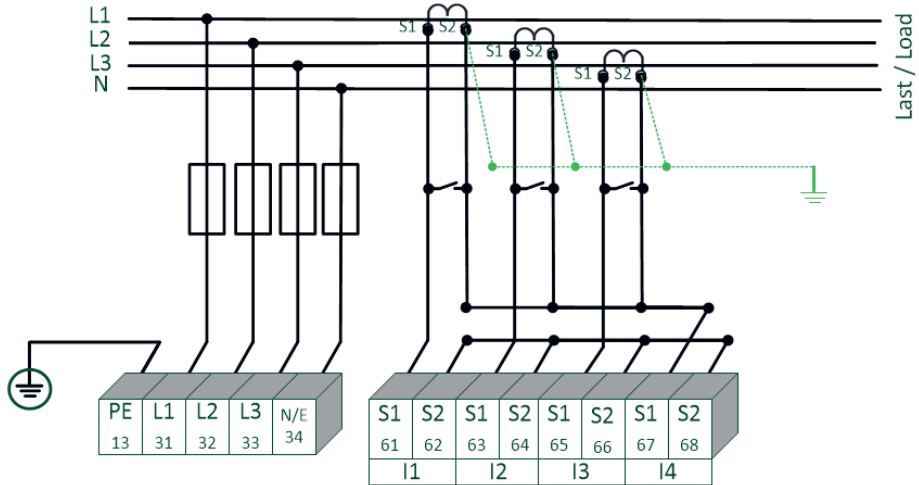 L1
L2
L3
N
S1 S2
S1 S2
S1 S2
Last / Load
PE L1 L2 L3 N/E
13 31 32 33 34
S1 S2 S1 S2 S1 S2 S1 S2
61 62 63 64 65 66 67 68
I1 I2 I3 I4